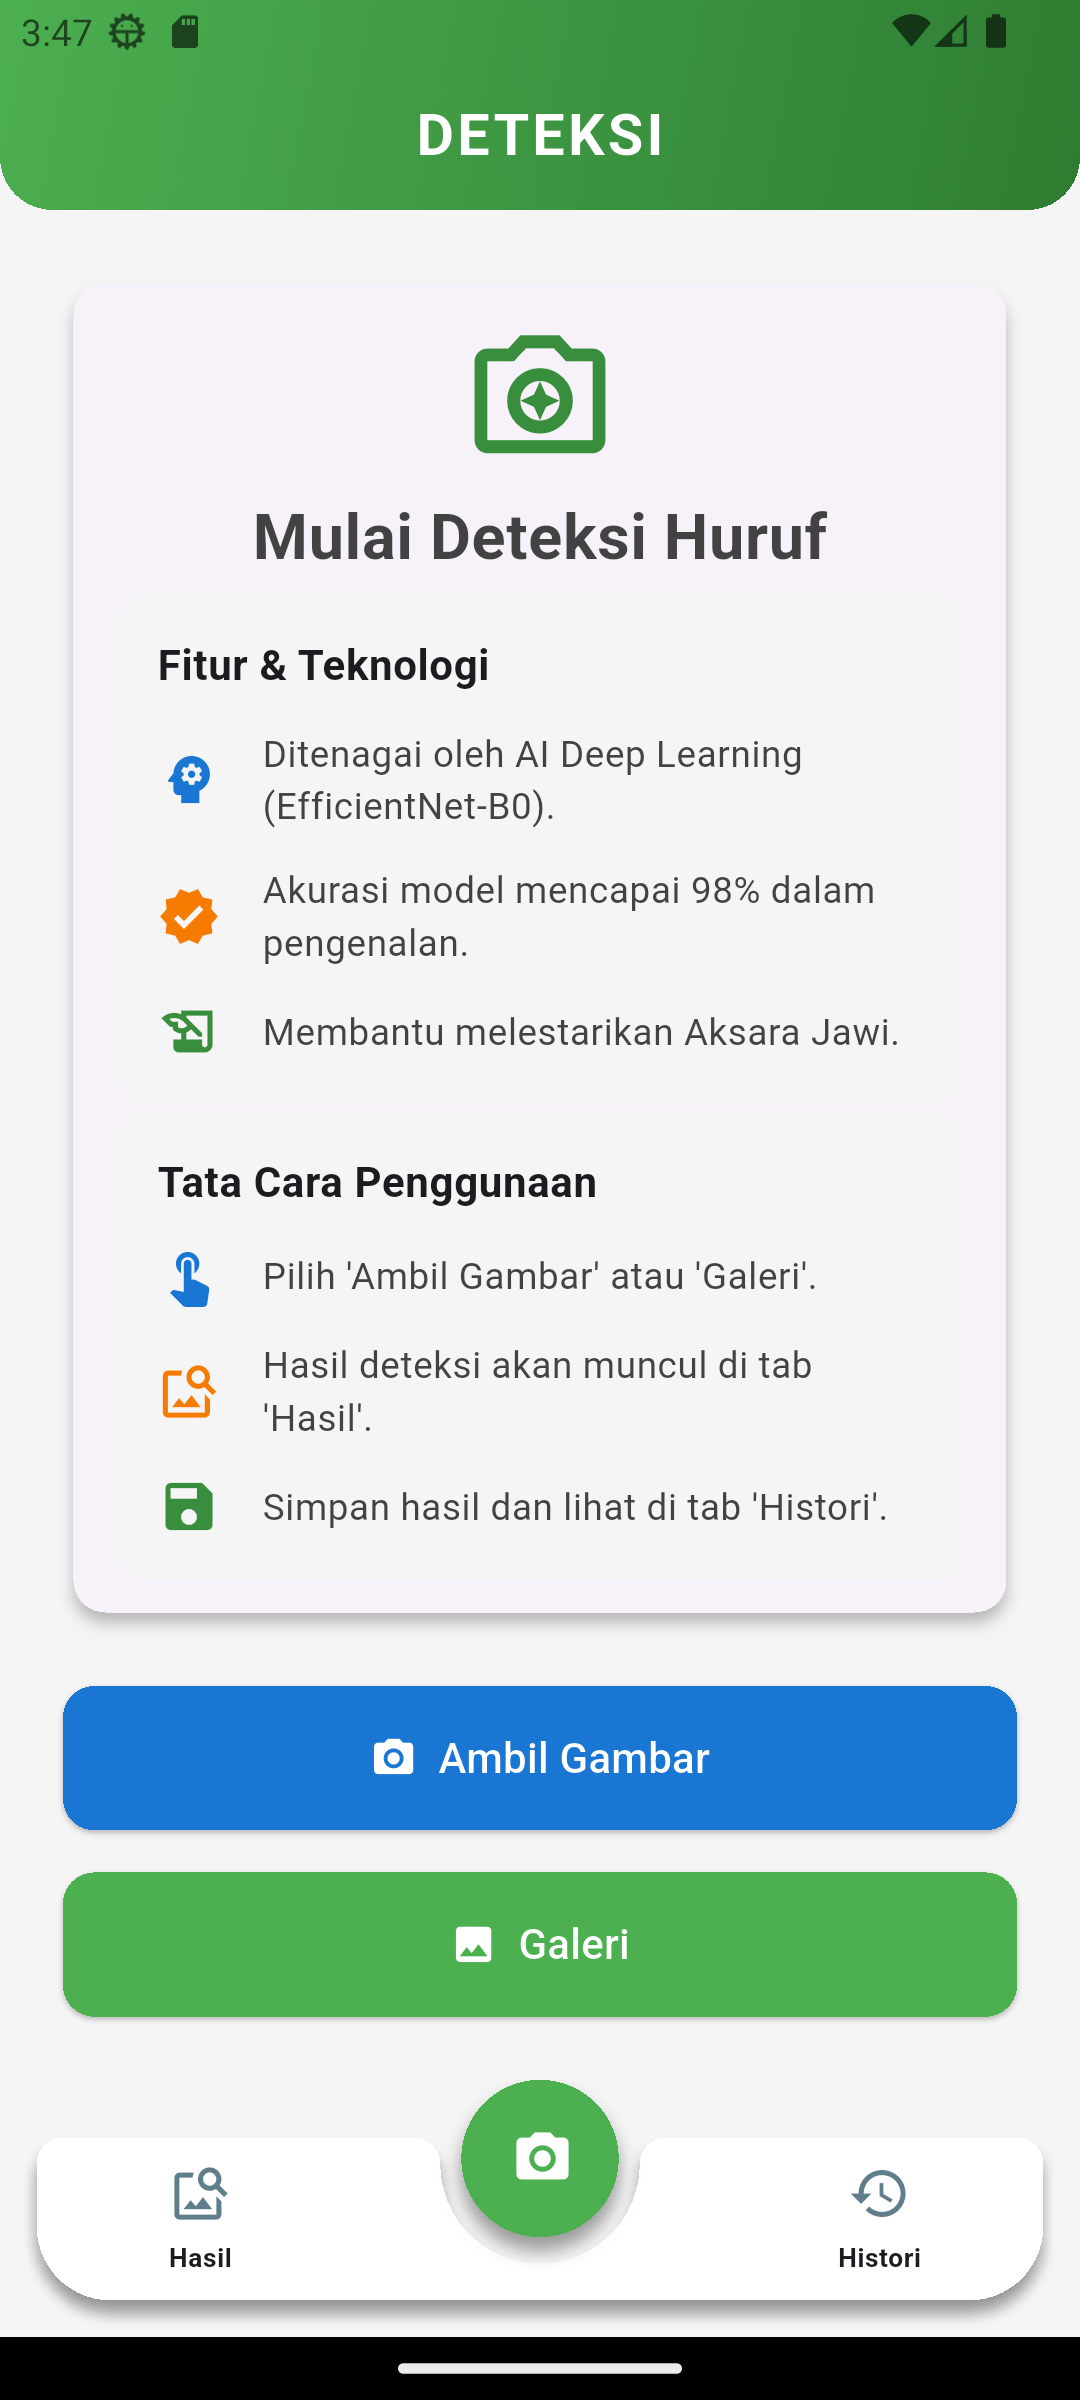 3:47
DETEKSI
Mulai Deteksi Huruf
Fitur & Teknologi
Ditenagai oleh AI Deep Learning
(EfficientNet-B0).
Akurasi model mencapai 98% dalam
pengenalan.
Membantu melestarikan Aksara Jawi.
Tata Cara Penggunaan
Pilih 'Ambil Gambar' atau 'Galeri'.
Hasil deteksi akan muncul di tab
'Hasil'.
Simpan hasil dan lihat di tab 'Histori'.
Ambil Gambar
Galeri
Hasil
Histori